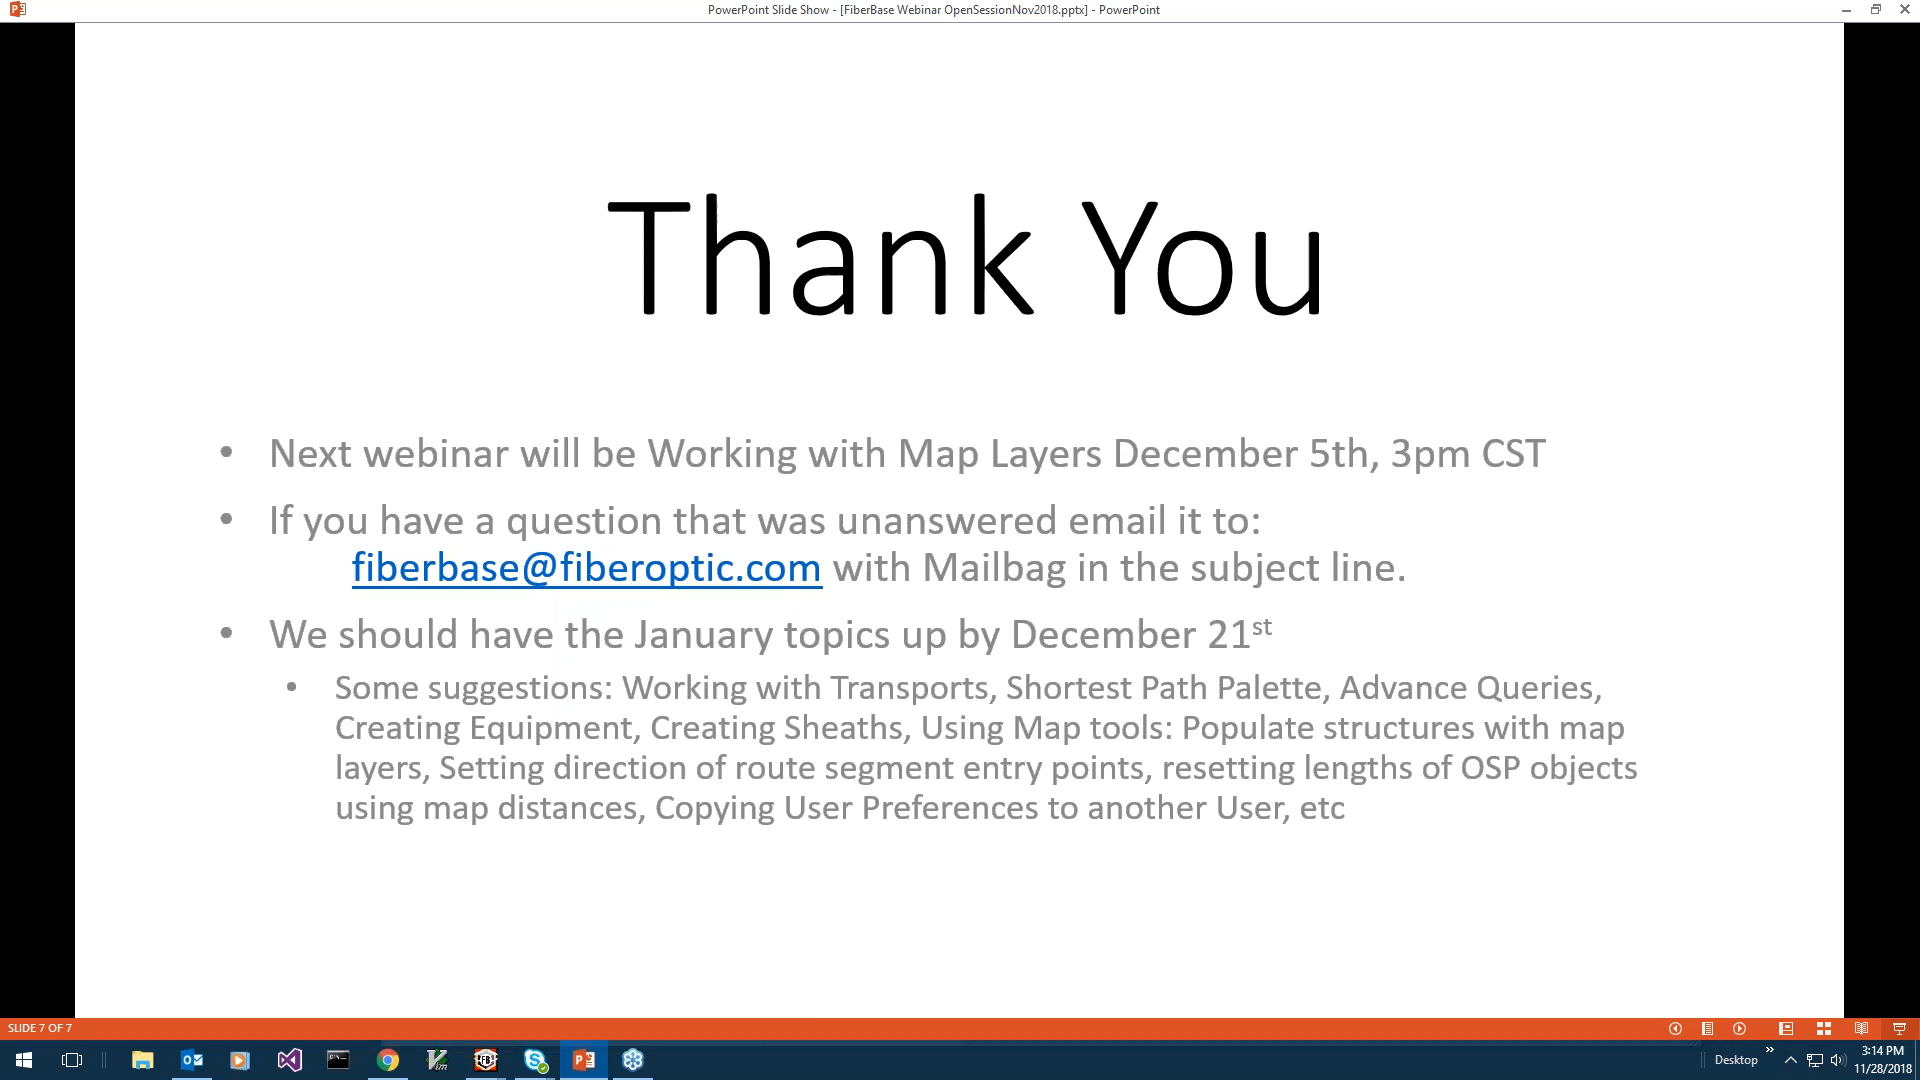 PowerPoint Slide Show - [FiberBase Webinar OpenSessionNov2018.pptx] - PowerPoint
Thank You
• Next webinar will be Working with Map Layers December 5th, 3pm CST
• If you have a question that was unanswered email it to:
fiberbase@fiberoptic.com with Mailbag in the subject line.
• We should have the January topics up by December 21st
• Some suggestions: Working with Transports, Shortest Path Palette, Advance Queries,
Creating Equipment, Creating Sheaths, Using Map tools: Populate structures with map
layers, Setting direction of route segment entry points, resetting lengths of OSP objects
using map distances, Copying User Preferences to another User, etc
SLIDE 7 OF 7
Desktop
3:14 PM
11/28/2018